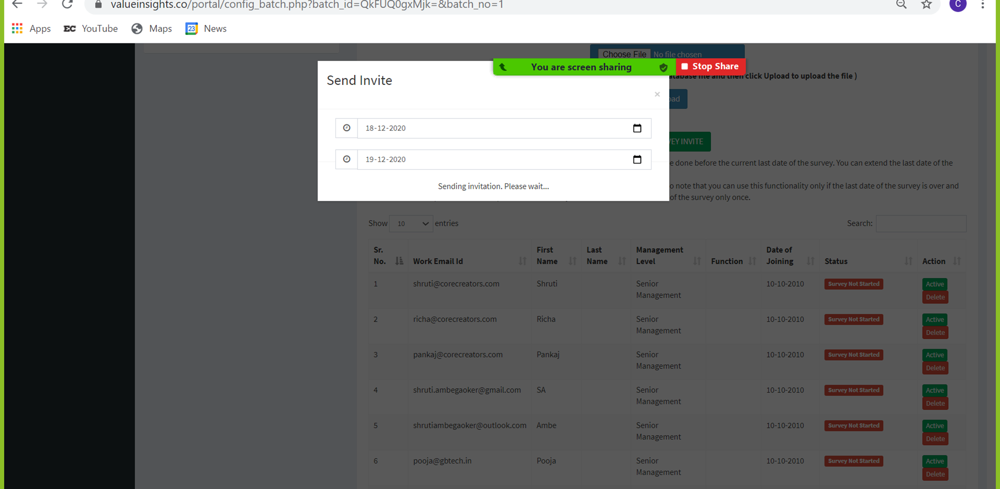 valueinsights.co/portal/config_batch.php?batch_id=QkFUQ0gxMjk=&batch_no=1
C
Apps
EC YouTube
Maps
23 News
Choose File No file chosen
You are screen sharing
Stop Share
file and then click Upload to upload the file )
Send Invite
×
18-12-2020
INVITE
19-12-2020
done before the current last date of the survey. You can extend the last date of the
Sending invitation. Please wait...
note that you can use this functionality only if the last date of the survey is over and
of the survey only once.
Show 10 entries
Search:
Sr. No. Work Email Id First Name Last Name Management Level Function Date of Joining Status Action
1 shruti@corecreators.com Shruti Senior Management 10-10-2010 Survey Not Started Active Delete
2 richa@corecreators.com Richa Senior Management 10-10-2010 Survey Not Started Active Delete
3 pankaj@corecreators.com Pankaj Senior Management 10-10-2010 Survey Not Started Active Delete
4 shruti.ambegaoker@gmail.com SA Senior Management 10-10-2010 Survey Not Started Active Delete
5 shrutiambegaoker@outlook.com Ambe Senior Management 10-10-2010 Survey Not Started Active Delete
6 pooja@gbtech.in Pooja Senior Management 10-10-2010 Survey Not Started Active Delete